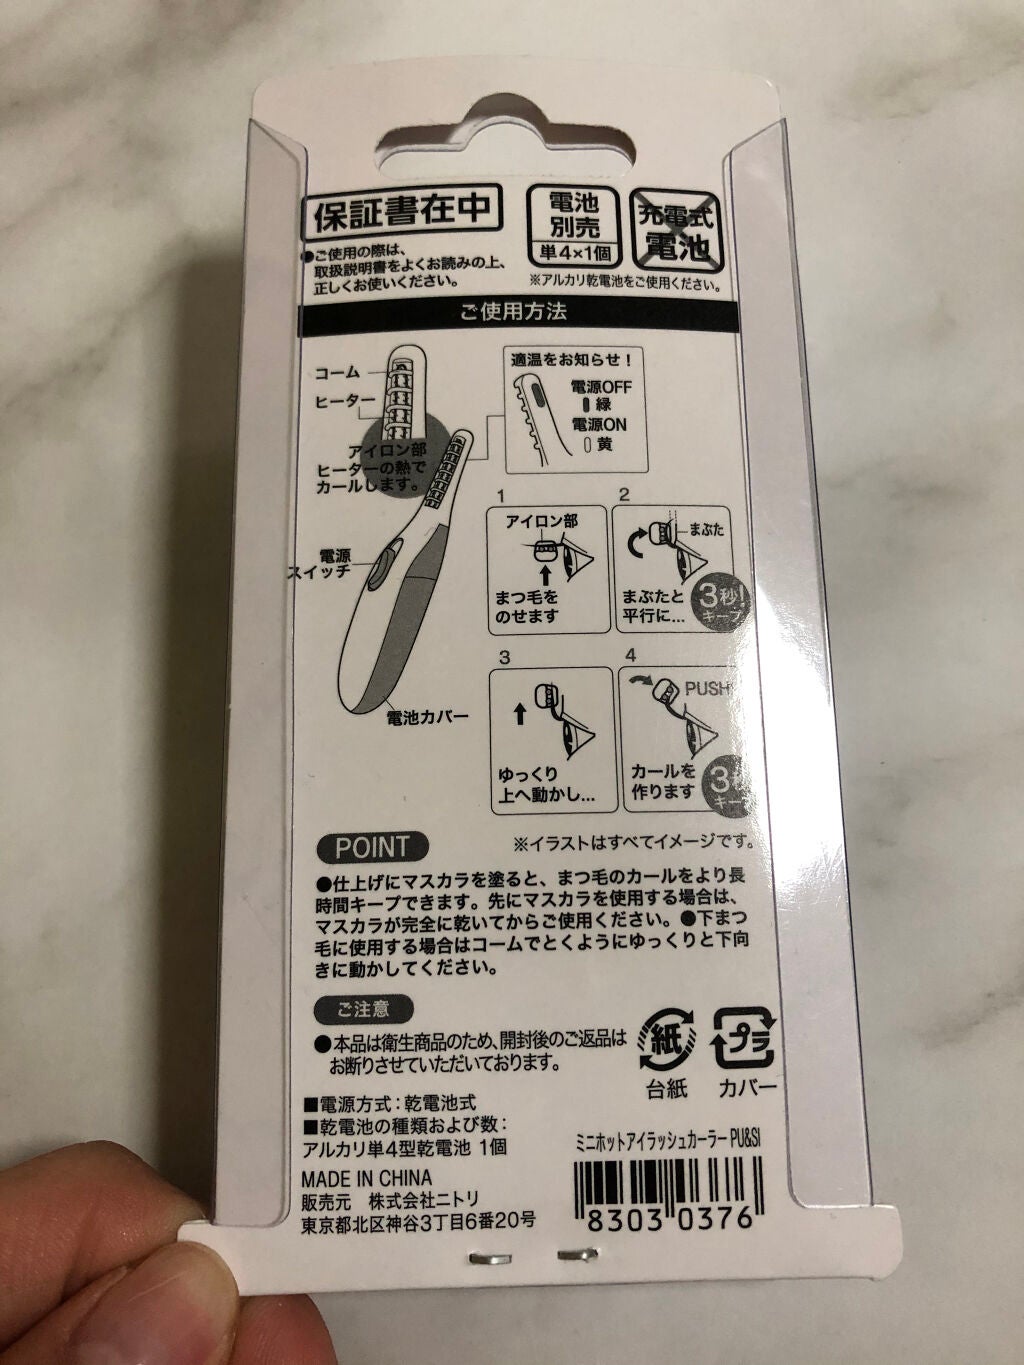 保証書在中
●ご使用の際は、
取扱説明書をよくお読みの上、
正しくお使いください。
電池
別売
単4×1個
充電式
電池
※アルカリ乾電池をご使用ください。
ご使用方法
コーム
ヒーター
アイロン部
ヒーターの熱で
カールします。
電源
スイッチ
電池カバー
適温をお知らせ！
電源OFF
緑
電源ON
黄
1
アイロン部
まつ毛を
のせます
2
まぶた
まぶたと
平行に…
3秒!
キープ
3
ゆっくり
上へ動かし…
4
PUSH
カールを
作ります
3秒
キープ
※イラストはすべてイメージです。
POINT
●仕上げにマスカラを塗ると、まつ毛のカールをより長
時間キープできます。先にマスカラを使用する場合は、
マスカラが完全に乾いてからご使用ください。●下まつ
毛に使用する場合はコームでとくようにゆっくりと下向
きに動かしてください。
ご注意
●本品は衛生商品のため、開封後のご返品は
お断りさせていただいております。
紙
台紙
プラ
カバー
■電源方式：乾電池式
■乾電池の種類および数：
アルカリ単4型乾電池 1個
MADE IN CHINA
販売元 株式会社ニトリ
東京都北区神谷3丁目6番20号
ミニホットアイラッシュカーラー PU&SI
8303 0376